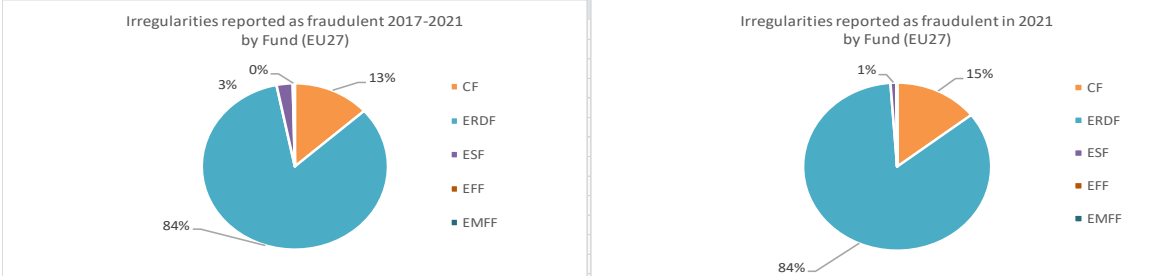 Irregularities reported as fraudulent 2017-2021
by Fund (EU27)
0%
13%
3%
84%
CF
ERDF
ESF
EFF
EMFF
Irregularities reported as fraudulent in 2021
by Fund (EU27)
1%
15%
84%
CF
ERDF
ESF
EFF
EMFF